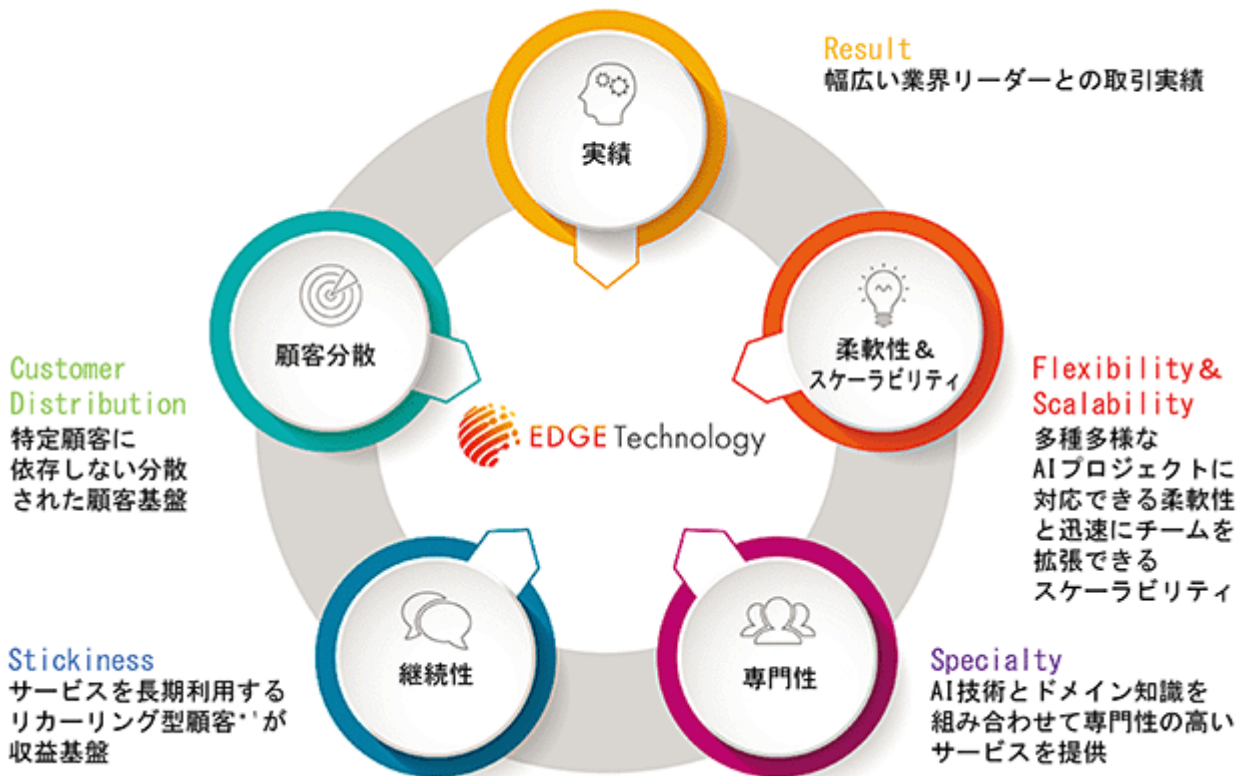 Result
幅広い業界リーダーとの取引実績
実績
顧客分散
柔軟性＆
スケーラビリティ
Customer
Distribution
特定顧客に
依存しない分散
された顧客基盤
EDGE Technology
Flexibility＆
Scalability
多種多様な
AIプロジェクトに
対応できる柔軟性
と迅速にチームを
拡張できる
スケーラビリティ
継続性
専門性
Stickiness
サービスを長期利用する
リカーリング型顧客*¹が
収益基盤
Specialty
AI技術とドメイン知識を
組み合わせて専門性の高い
サービスを提供